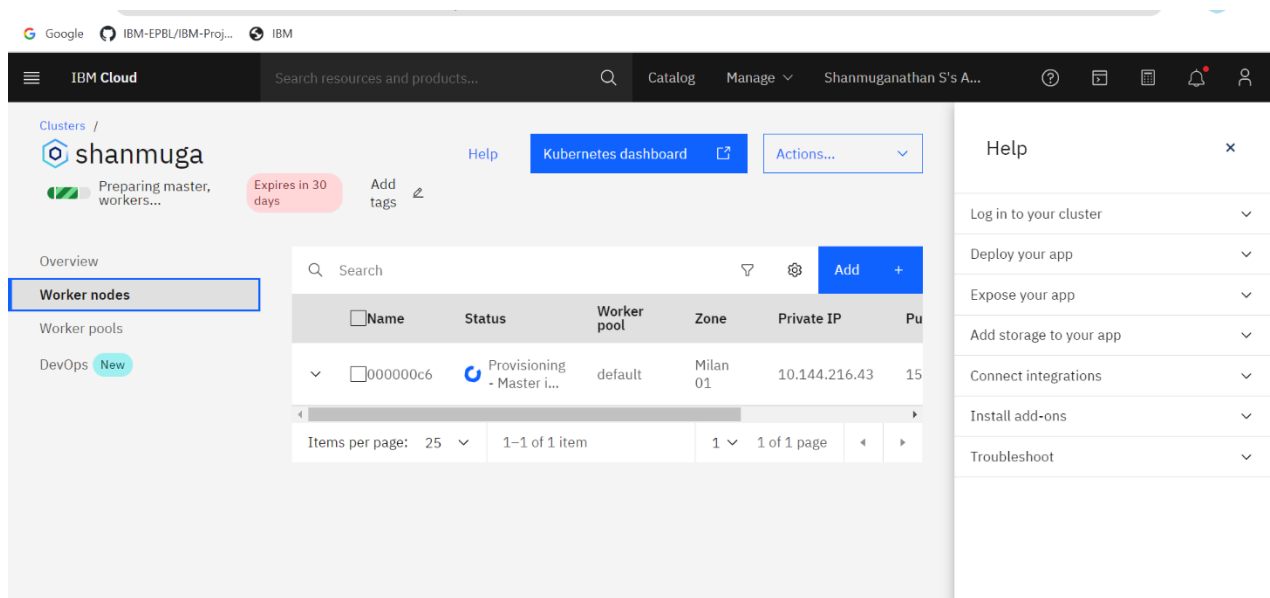 Google IBM-EPBL/IBM-Proj... IBM
IBM Cloud Search resources and products... Catalog Manage Shanmuganathan S's A...
Clusters /
shanmuga
Help Kubernetes dashboard Actions...
Preparing master,
workers...
Expires in 30
days
Add
tags
Overview
Worker nodes
Worker pools
DevOps New
Search Add +
Name Status Worker
pool Zone Private IP Pu
000000c6 Provisioning
- Master i... default Milan
01 10.144.216.43 15
Items per page: 25 1–1 of 1 item 1 1 of 1 page
Help
Log in to your cluster
Deploy your app
Expose your app
Add storage to your app
Connect integrations
Install add-ons
Troubleshoot